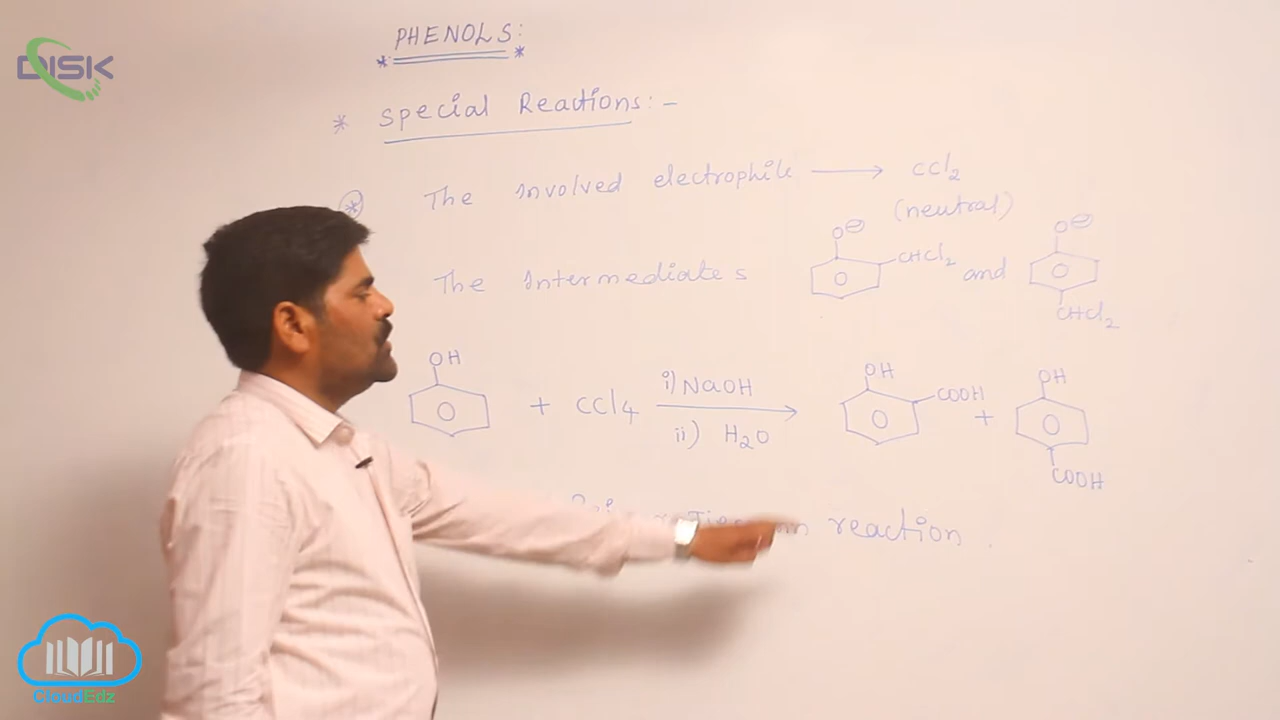 DISK
PHENOLS:
* Special Reactions:-
* The Involved electrophile → CCl2
(neutral)
The Intermediates
O⊖
CHCl2
and
O⊖
CHCl2
OH
+ CCl4
i) NaOH
ii) H2O
OH
COOH
+
OH
COOH
reaction.
CloudEdz